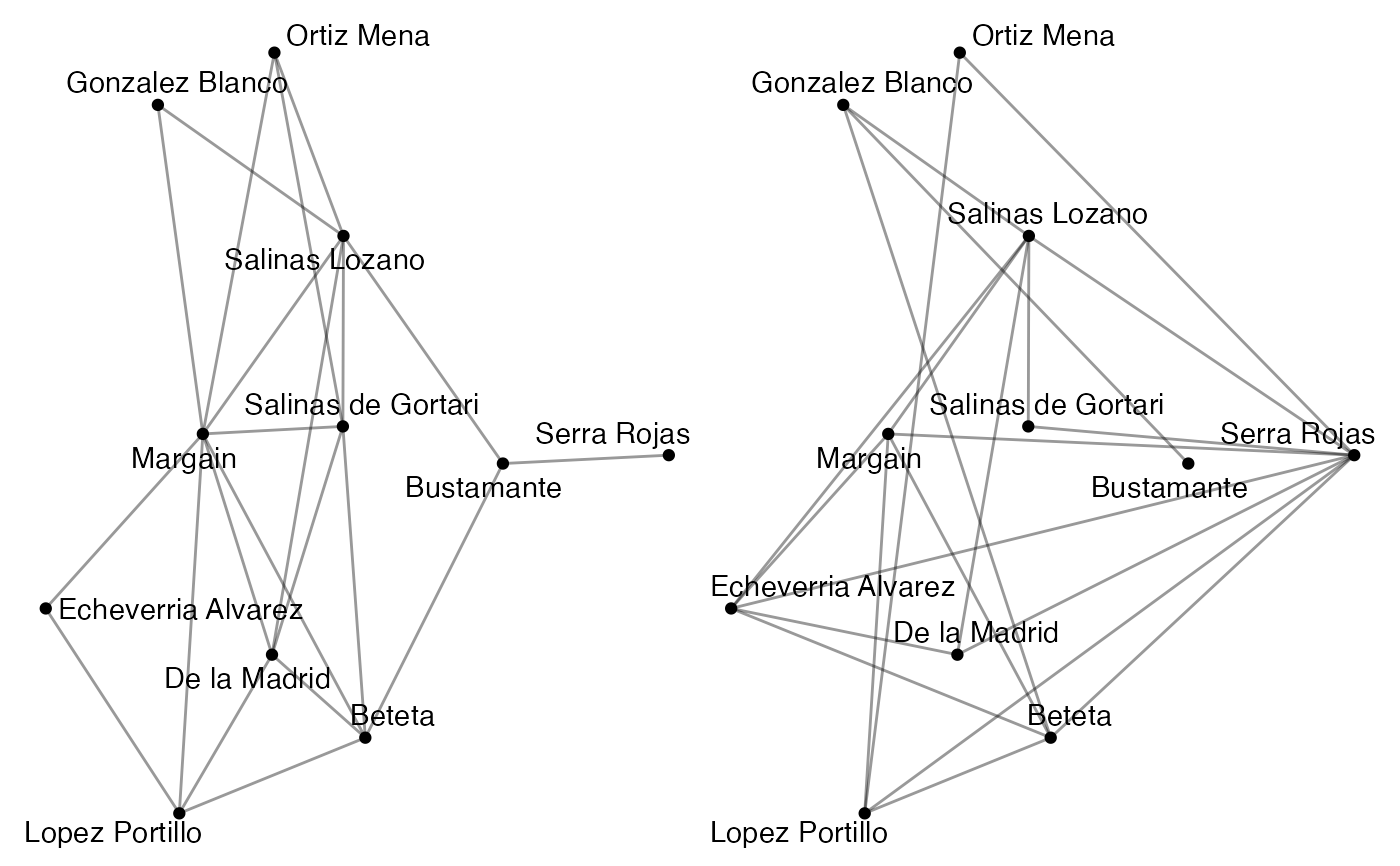 Ortiz Mena
Gonzalez Blanco
Salinas Lozano
Salinas de Gortari
Serra Rojas
Margain
Bustamante
Echeverria Alvarez
De la Madrid
Beteta
Lopez Portillo
Ortiz Mena
Gonzalez Blanco
Salinas Lozano
Salinas de Gortari
Serra Rojas
Margain
Bustamante
Echeverria Alvarez
De la Madrid
Beteta
Lopez Portillo